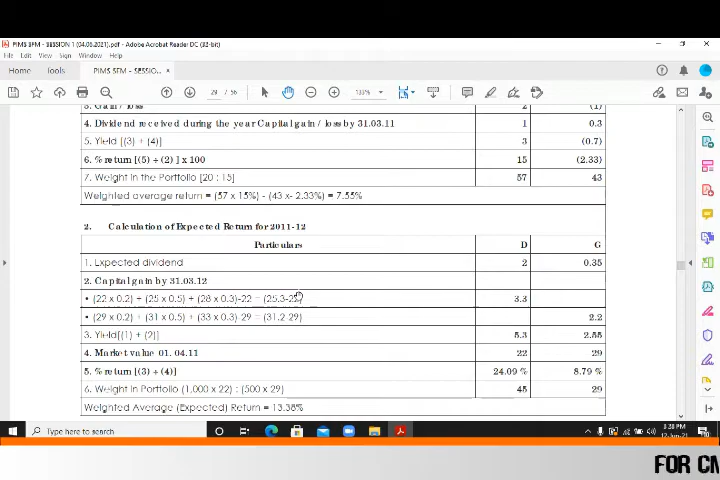 PIMS SFM - SESSION 1 (04.06.2021).pdf - Adobe Acrobat Reader DC (32-bit)
File Edit View Sign Window Help
Home Tools PIMS SFM - SESSIO... ×
29 / 56 133%
3. Gain / loss 2 (1)
4. Dividend received during the year Capital gain / loss by 31.03.11 1 0.3
5. Yield [(3) + (4)] 3 (0.7)
6. % return [(5) ÷ (2) ] x 100 15 (2.33)
7. Weight in the Portfolio [20 : 15] 57 43
Weighted average return = (57 x 15%) - (43 x- 2.33%) = 7.55%
2. Calculation of Expected Return for 2011-12
Particulars D G
1. Expected dividend 2 0.35
2. Capital gain by 31.03.12
• (22 x 0.2) + (25 x 0.5) + (28 x 0.3)-22 = (25.3-22) 3.3
• (29 x 0.2) + (31 x 0.5) + (33 x 0.3)-29 = (31.2-29) 2.2
3. Yield[(1) + (2)] 5.3 2.55
4. Market value 01. 04.11 22 29
5. % return [(3) ÷ (4)] 24.09 % 8.79 %
6. Weight in Portfolio (1,000 x 22) : (500 x 29) 45 29
Weighted Average (Expected) Return = 13.38%
Type here to search
FOR CM